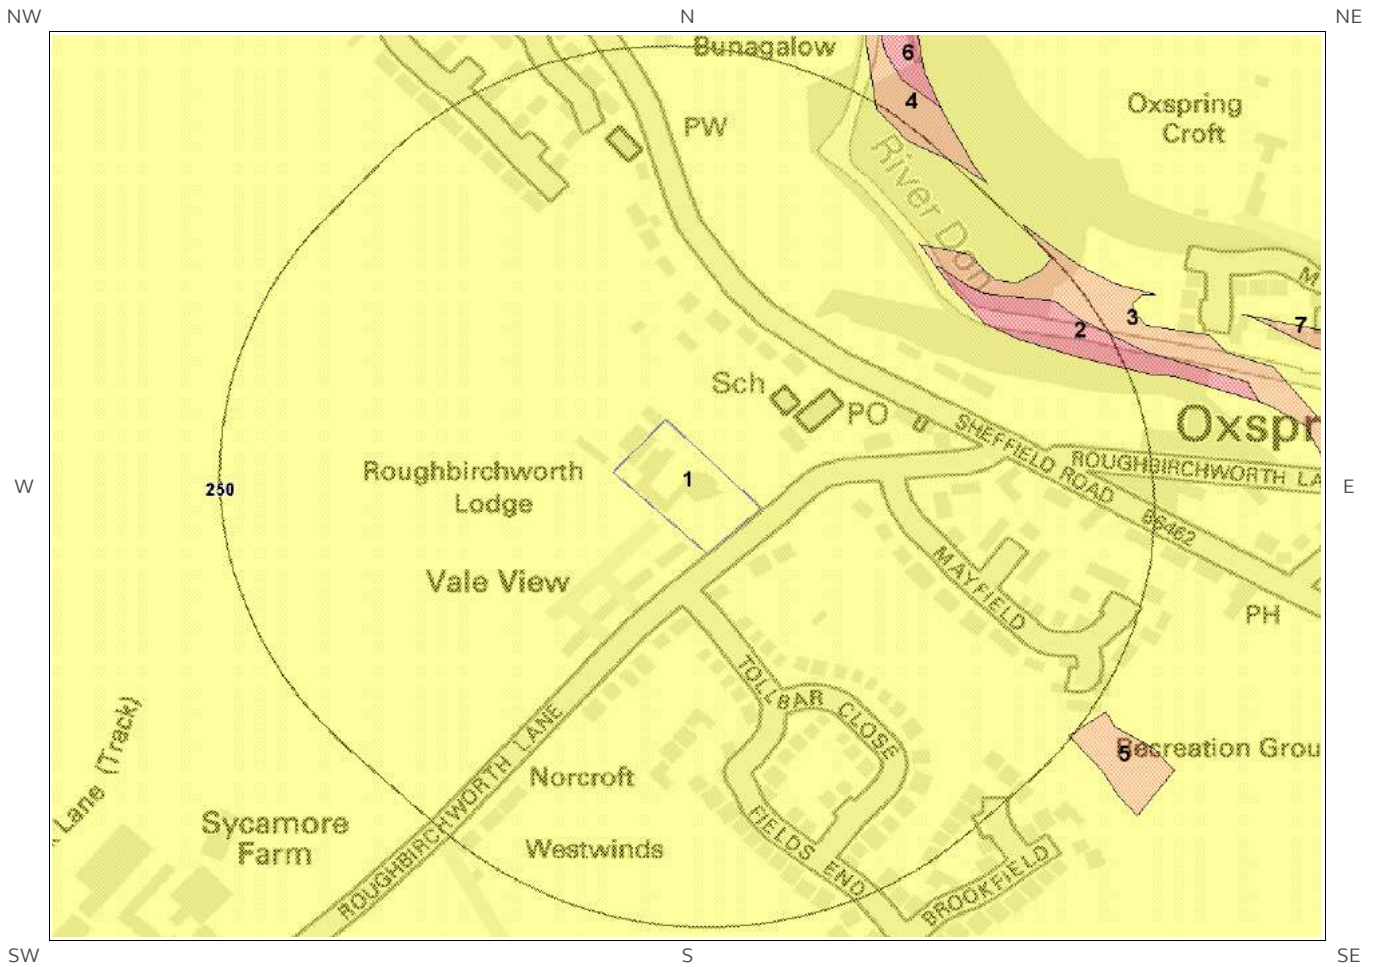 NW
N
NE
Bunagalow
6
4
Oxspring
Croft
PW
River Don
M
3
2
7
Sch
PO
Oxspr
SHEFFIELD ROAD
B6462
ROUGHBIRCHWORTH LA
Roughbirchworth
Lodge
1
W
250
E
Vale View
MAYFIELD
PH
TOLLBAR CLOSE
Lane (Track)
ROUGHBIRCHWORTH LANE
Norcroft
5
Recreation Grou
Sycamore
Farm
Westwinds
FIELDS END
BROOKFIELD
SW
S
SE